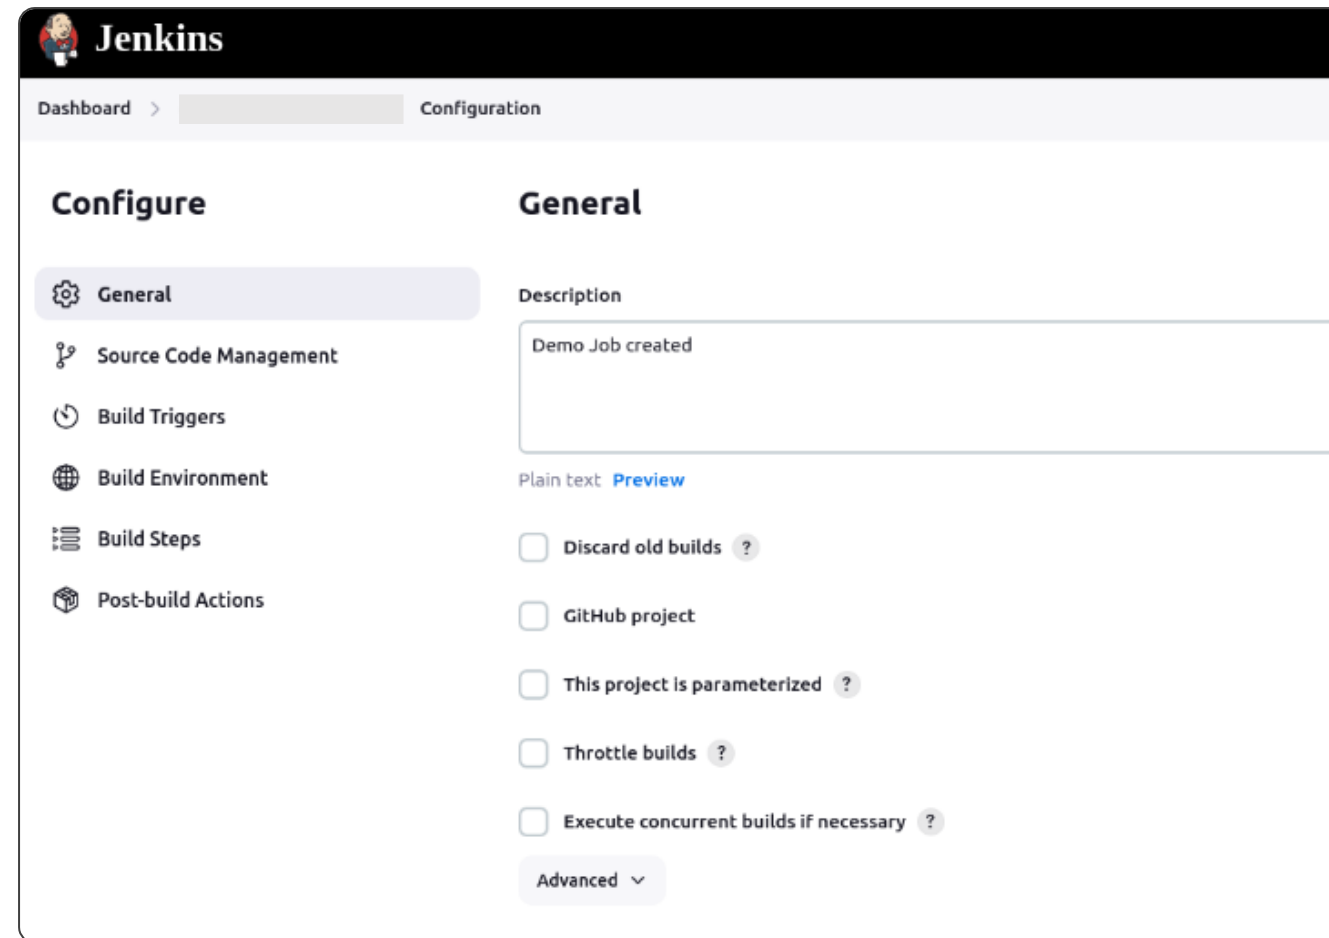 Jenkins
Dashboard > Configuration
Configure
General
Source Code Management
Build Triggers
Build Environment
Build Steps
Post-build Actions
General
Description
Demo Job created
Plain text Preview
Discard old builds ?
GitHub project
This project is parameterized ?
Throttle builds ?
Execute concurrent builds if necessary ?
Advanced